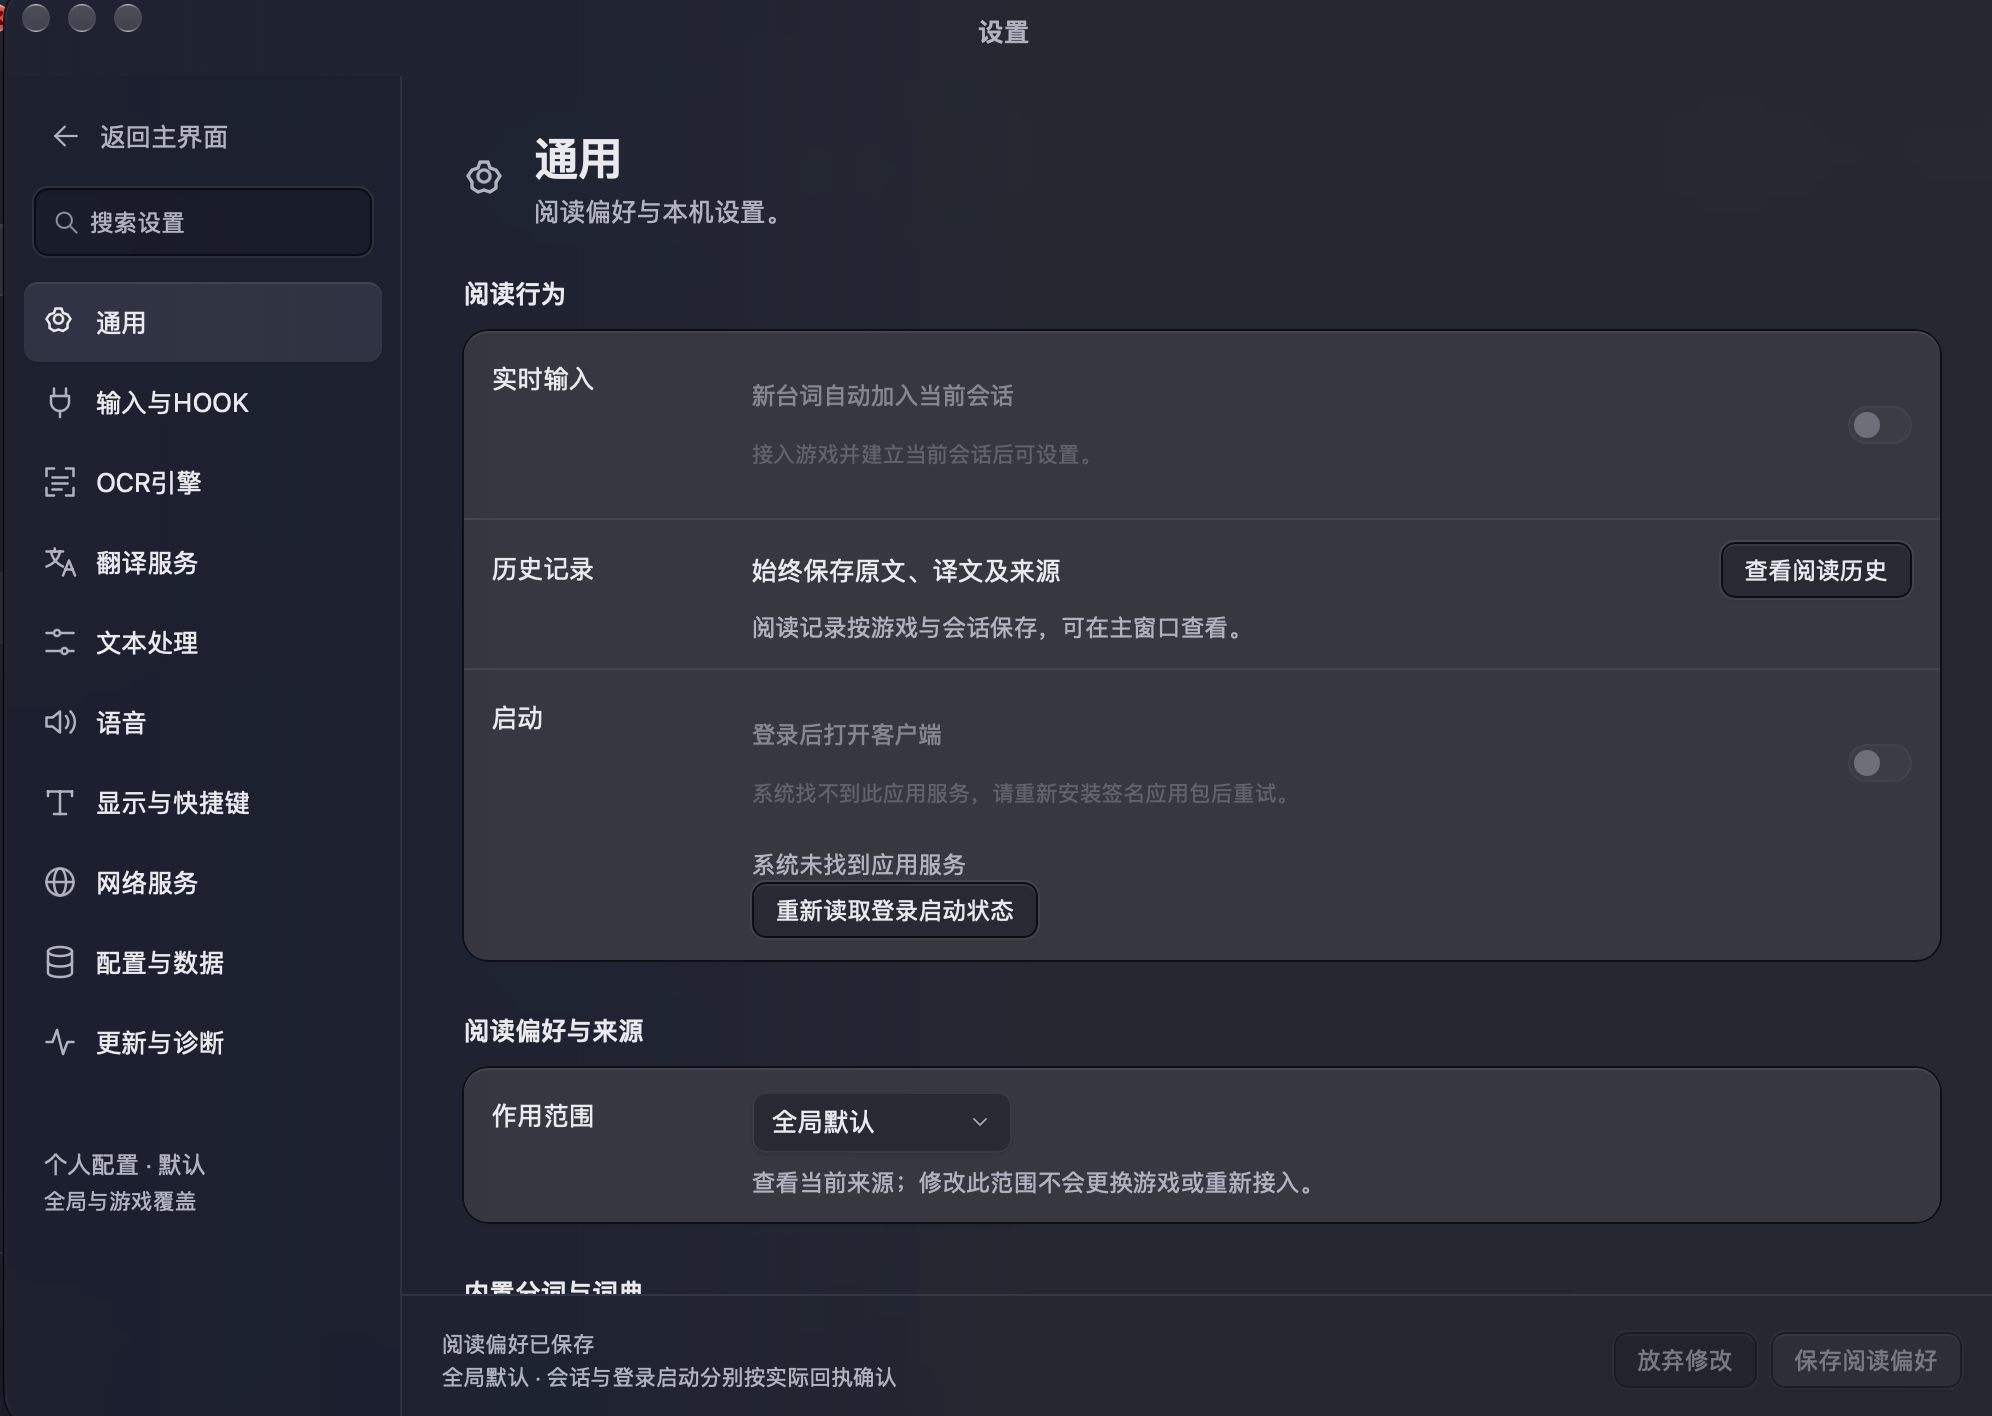 设置
返回主界面
搜索设置
通用
输入与HOOK
OCR引擎
翻译服务
文本处理
语音
显示与快捷键
网络服务
配置与数据
更新与诊断
个人配置 · 默认
全局与游戏覆盖
通用
阅读偏好与本机设置。
阅读行为
实时输入
新台词自动加入当前会话
接入游戏并建立当前会话后可设置。
历史记录
始终保存原文、译文及来源
阅读记录按游戏与会话保存，可在主窗口查看。
查看阅读历史
启动
登录后打开客户端
系统找不到此应用服务，请重新安装签名应用包后重试。
系统未找到应用服务
重新读取登录启动状态
阅读偏好与来源
作用范围
全局默认
查看当前来源；修改此范围不会更换游戏或重新接入。
内置分词与词典
阅读偏好已保存
全局默认 · 会话与登录启动分别按实际回执确认
放弃修改
保存阅读偏好